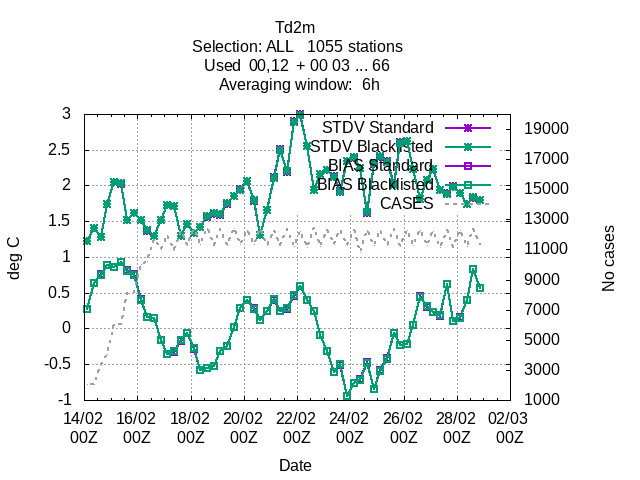 Td2m
Selection: ALL   1055 stations
Used  00,12  + 00 03 ... 66
Averaging window:  6h
STDV Standard
STDV Blacklisted
BIAS Standard
BIAS Blacklisted
CASES
3
2.5
2
1.5
1
0.5
0
-0.5
-1
deg C
19000
17000
15000
13000
11000
9000
7000
5000
3000
1000
No cases
14/02 16/02 18/02 20/02 22/02 24/02 26/02 28/02 02/03
00Z 00Z 00Z 00Z 00Z 00Z 00Z 00Z 00Z
Date